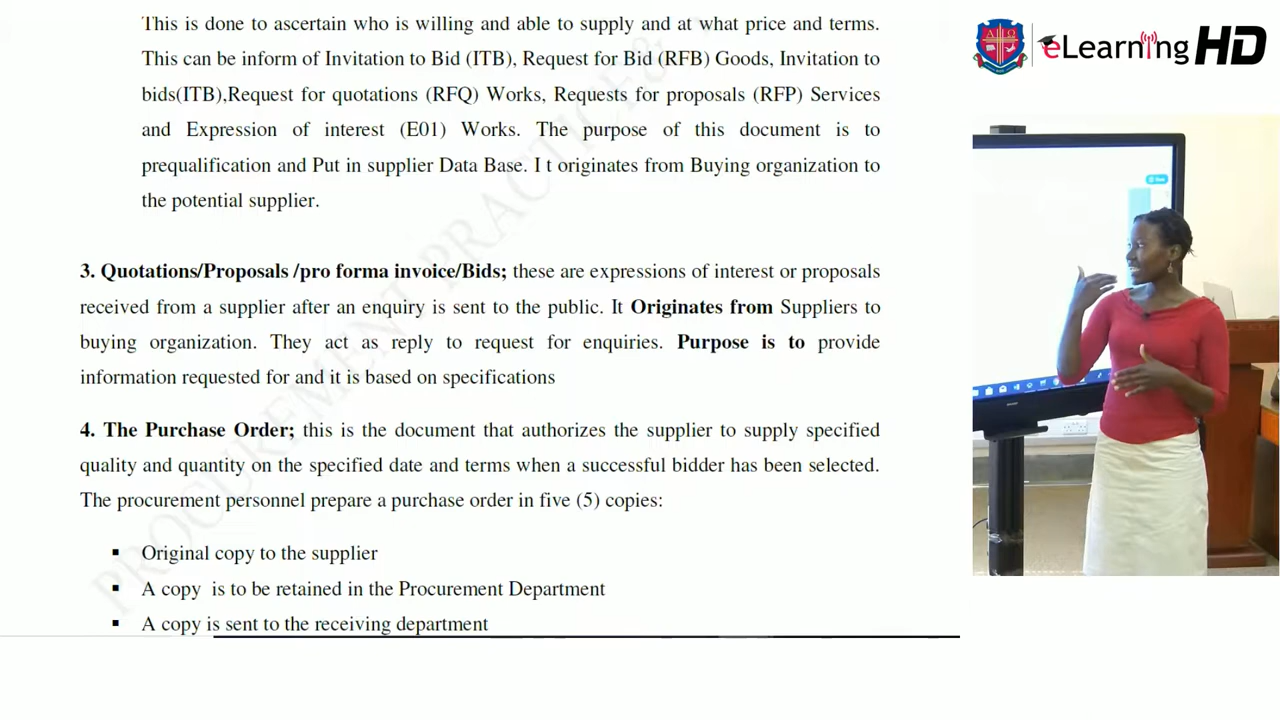 This is done to ascertain who is willing and able to supply and at what price and terms.
This can be inform of Invitation to Bid (ITB), Request for Bid (RFB) Goods, Invitation to
bids(ITB),Request for quotations (RFQ) Works, Requests for proposals (RFP) Services
and Expression of interest (E01) Works. The purpose of this document is to
prequalification and Put in supplier Data Base. I t originates from Buying organization to
the potential supplier.
3. Quotations/Proposals /pro forma invoice/Bids; these are expressions of interest or proposals
received from a supplier after an enquiry is sent to the public. It Originates from Suppliers to
buying organization. They act as reply to request for enquiries. Purpose is to provide
information requested for and it is based on specifications
4. The Purchase Order; this is the document that authorizes the supplier to supply specified
quality and quantity on the specified date and terms when a successful bidder has been selected.
The procurement personnel prepare a purchase order in five (5) copies:
▪ Original copy to the supplier
▪ A copy is to be retained in the Procurement Department
▪ A copy is sent to the receiving department
PROCUREMENT PRACTICE &
eLearning HD